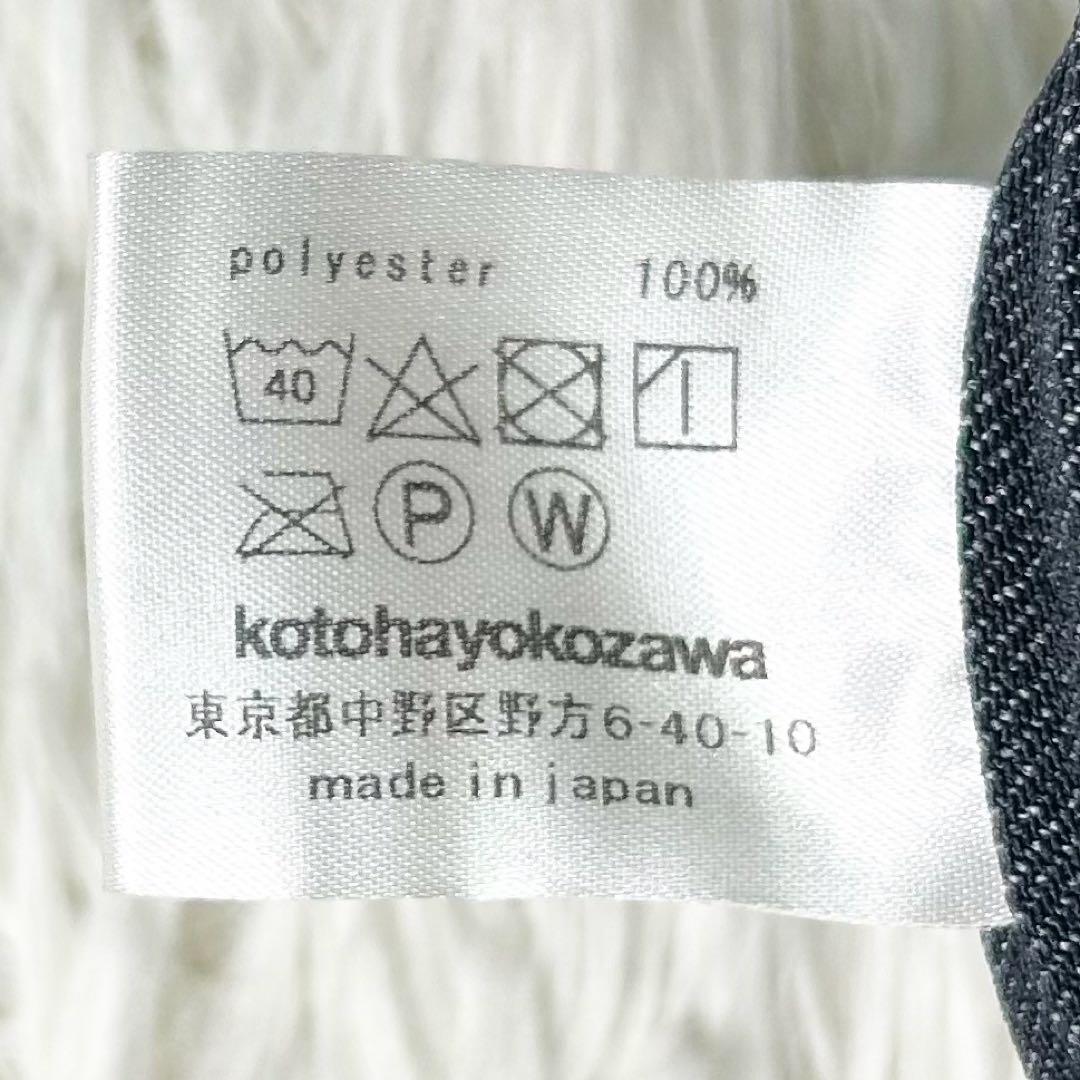 polyester 100%
40
P W
kotohayokozawa
東京都中野区野方6-40-10
made in japan